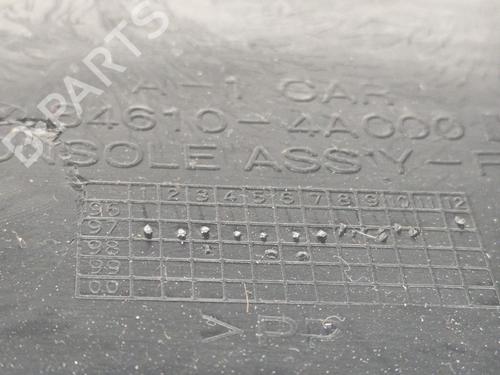 B-PARTS
A-1 CAR
84610-4A000
CONSOLE ASS'Y-F
1 2 3 4 5 6 7 8 9 10 11 12
96
97
98
99
00
>PP